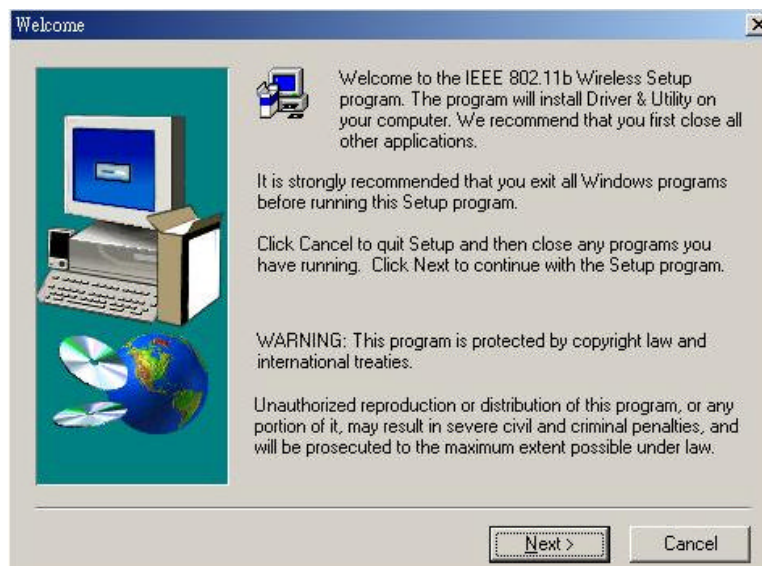 Welcome
Welcome to the IEEE 802.11b Wireless Setup
program. The program will install Driver & Utility on
your computer. We recommend that you first close all
other applications.
It is strongly recommended that you exit all Windows programs
before running this Setup program.
Click Cancel to quit Setup and then close any programs you
have running. Click Next to continue with the Setup program.
WARNING: This program is protected by copyright law and
international treaties.
Unauthorized reproduction or distribution of this program, or any
portion of it, may result in severe civil and criminal penalties, and
will be prosecuted to the maximum extent possible under law.
Next >
Cancel